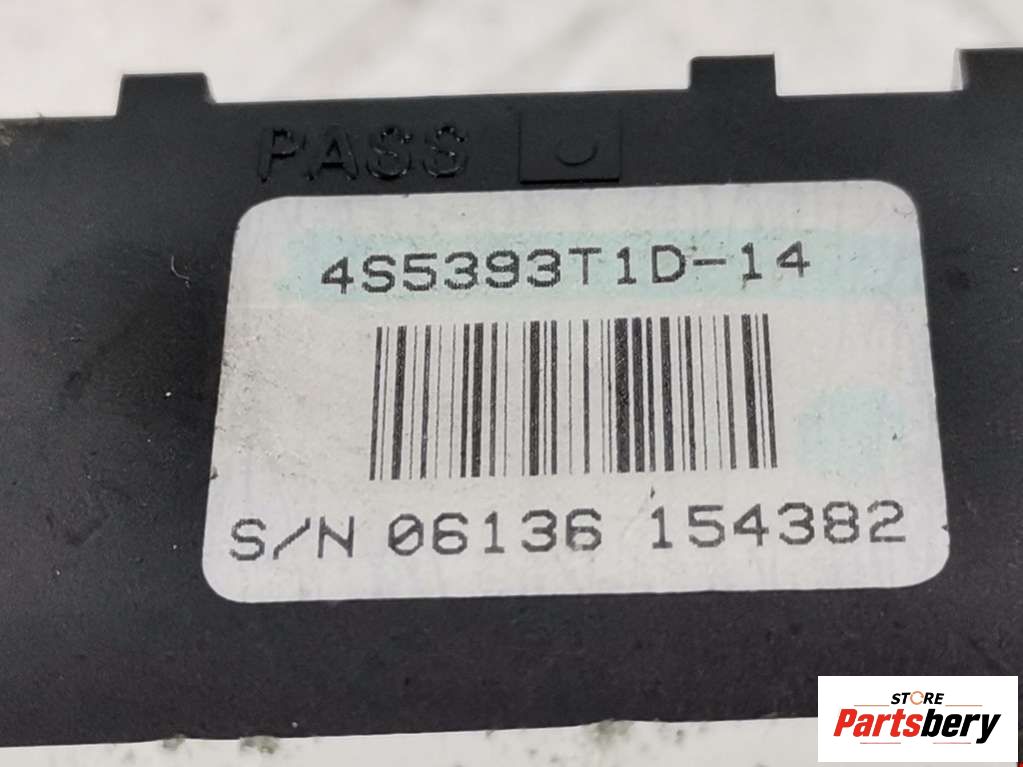 PASS
4S5393T1D-14
S/N 06136 154382
STORE
Partsbery